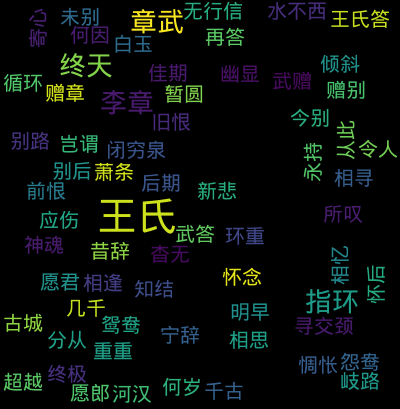 寄心
未别
何因
章武
无行信
水不西
王氏答
白玉
再答
终天
循环
赠章
佳期
幽显
武赠
倾斜
赠别
李章
暂圆
旧恨
今别
从此
令人
永持
别路
岂谓
闭穷泉
别后
萧条
后期
新悲
相寻
前恨
王氏
应伤
武答
环重
所叹
神魂
昔辞
杳无
相忆
怀后
愿君
相逢
知结
怀念
指环
几千
明早
古城
鸳鸯
寻交颈
分从
重重
宁辞
相思
惆怅
怨鸯
岐路
超越
终极
愿郎
河汉
何岁
千古